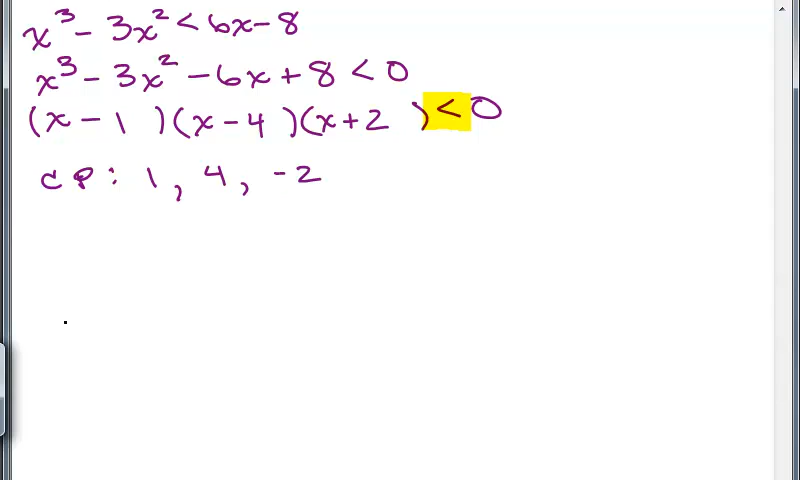 x³ - 3x² < 6x - 8
x³ - 3x² - 6x + 8 < 0
(x - 1 )(x - 4 )(x + 2 ) < 0
CP: 1, 4, -2